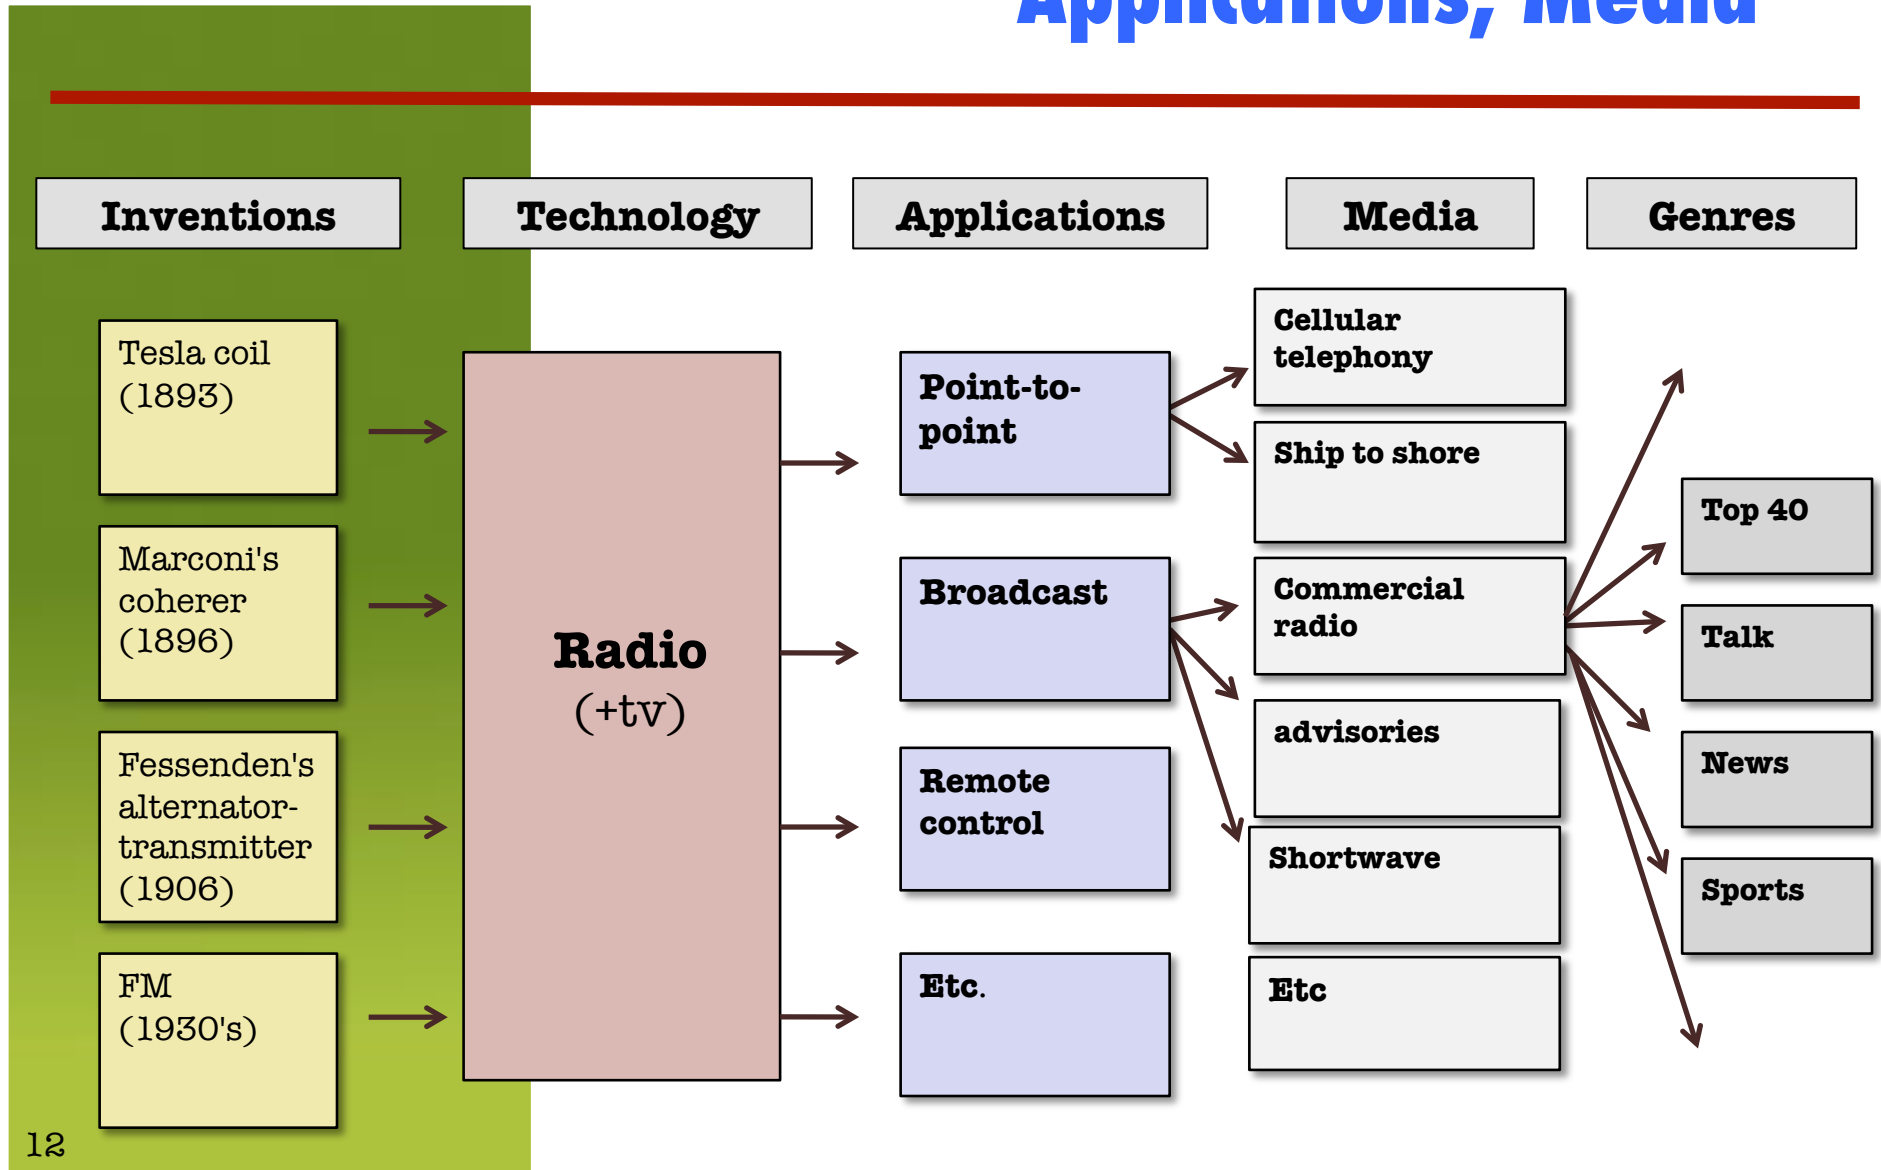 Applications, Media
Inventions
Technology
Applications
Media
Genres
Tesla coil
(1893)
Marconi's
coherer
(1896)
Fessenden's
alternator-
transmitter
(1906)
FM
(1930's)
Radio
(+tv)
Point-to-
point
Broadcast
Remote
control
Etc.
Cellular
telephony
Ship to shore
Commercial
radio
advisories
Shortwave
Etc
Top 40
Talk
News
Sports
12